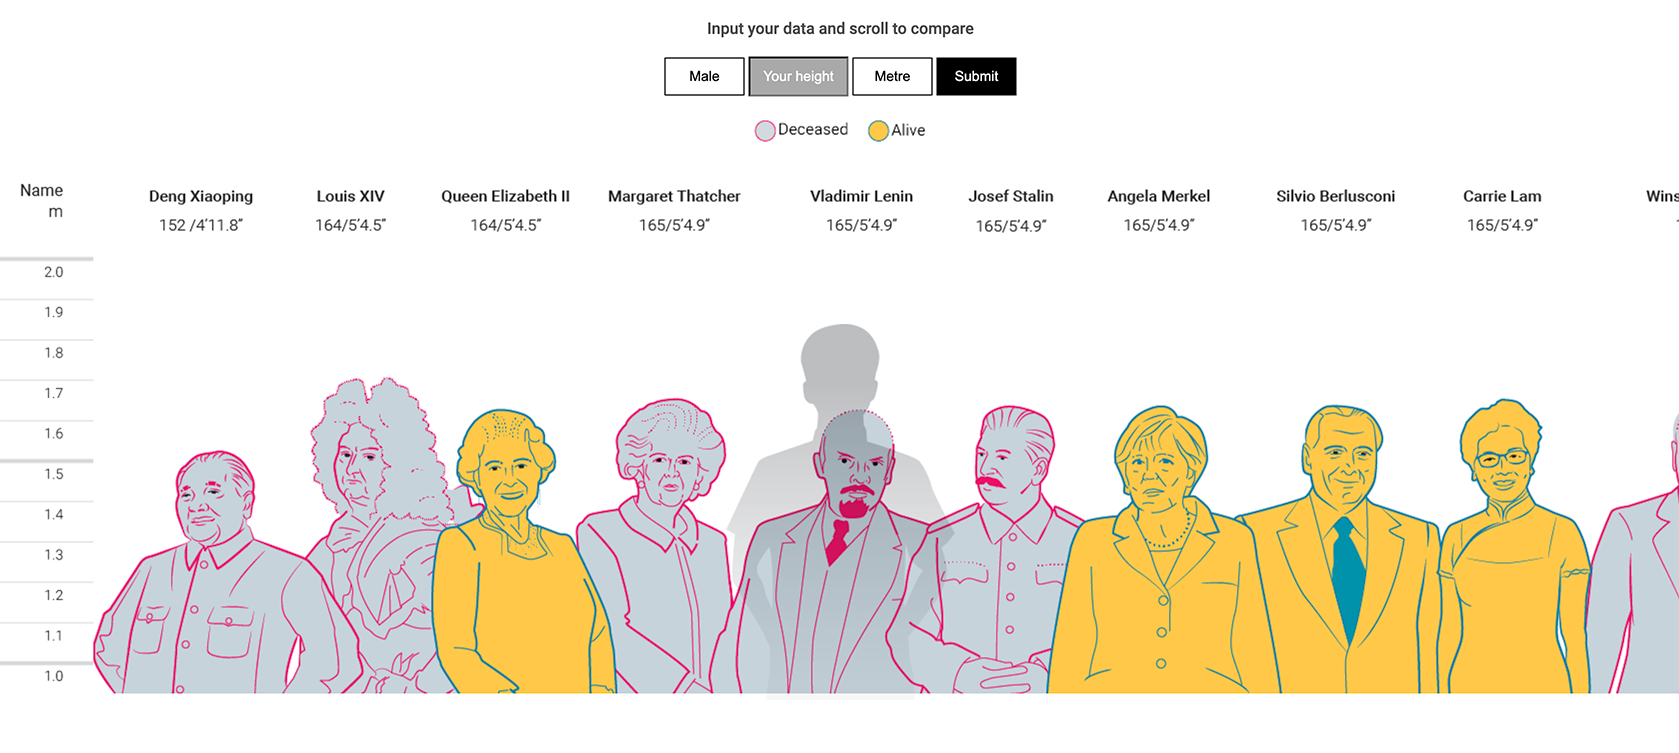 Input your data and scroll to compare
Male Your height Metre Submit
Deceased Alive
Name
m
Deng Xiaoping Louis XIV Queen Elizabeth II Margaret Thatcher Vladimir Lenin Josef Stalin Angela Merkel Silvio Berlusconi Carrie Lam Wins
152 /4’11.8” 164/5’4.5” 164/5’4.5” 165/5’4.9” 165/5’4.9” 165/5’4.9” 165/5’4.9” 165/5’4.9” 165/5’4.9”
2.0
1.9
1.8
1.7
1.6
1.5
1.4
1.3
1.2
1.1
1.0